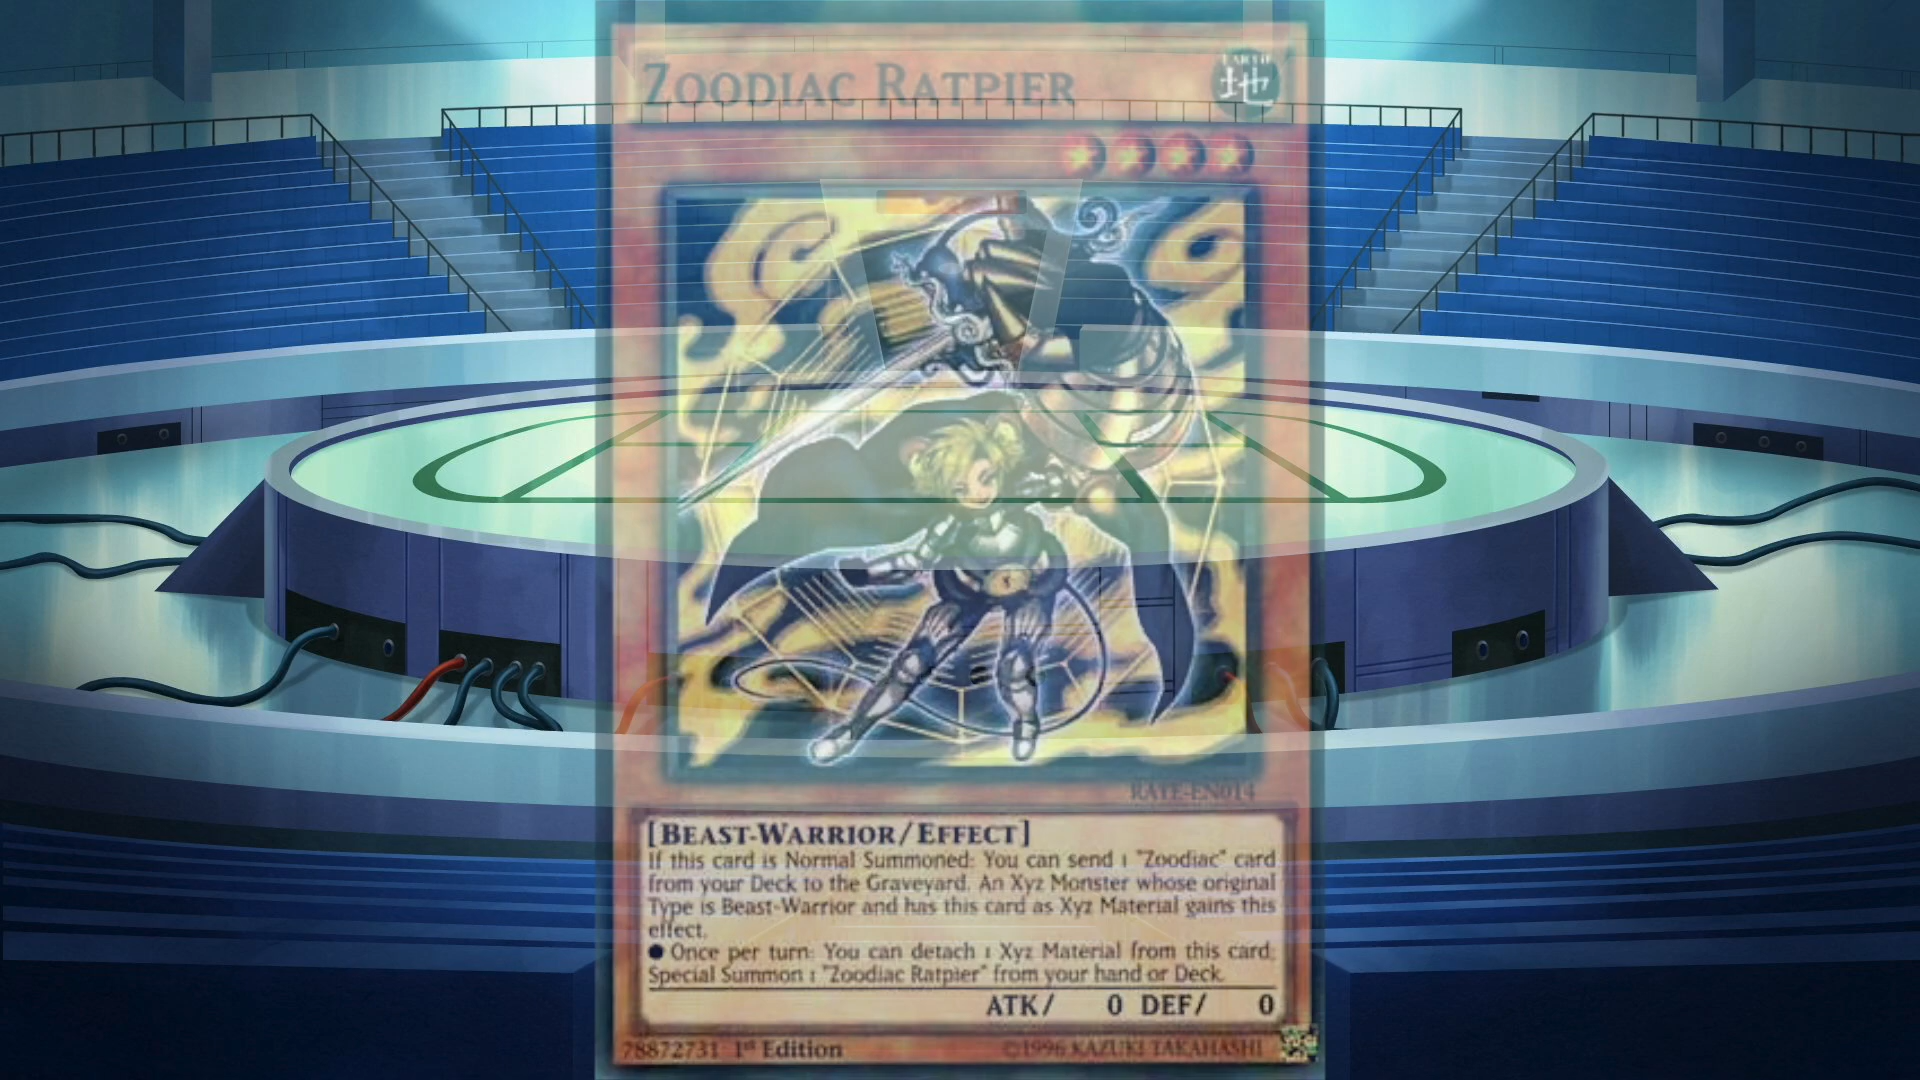 ZOODIAC RATPIER
EARTH
地
RATE-EN014
[BEAST-WARRIOR/EFFECT]
If this card is Normal Summoned: You can send 1 "Zoodiac" card
from your Deck to the Graveyard. An Xyz Monster whose original
Type is Beast-Warrior and has this card as Xyz Material gains this
effect.
● Once per turn: You can detach 1 Xyz Material from this card;
Special Summon 1 "Zoodiac Ratpier" from your hand or Deck.
ATK/ 0 DEF/ 0
78872731 1st Edition ©1996 KAZUKI TAKAHASHI